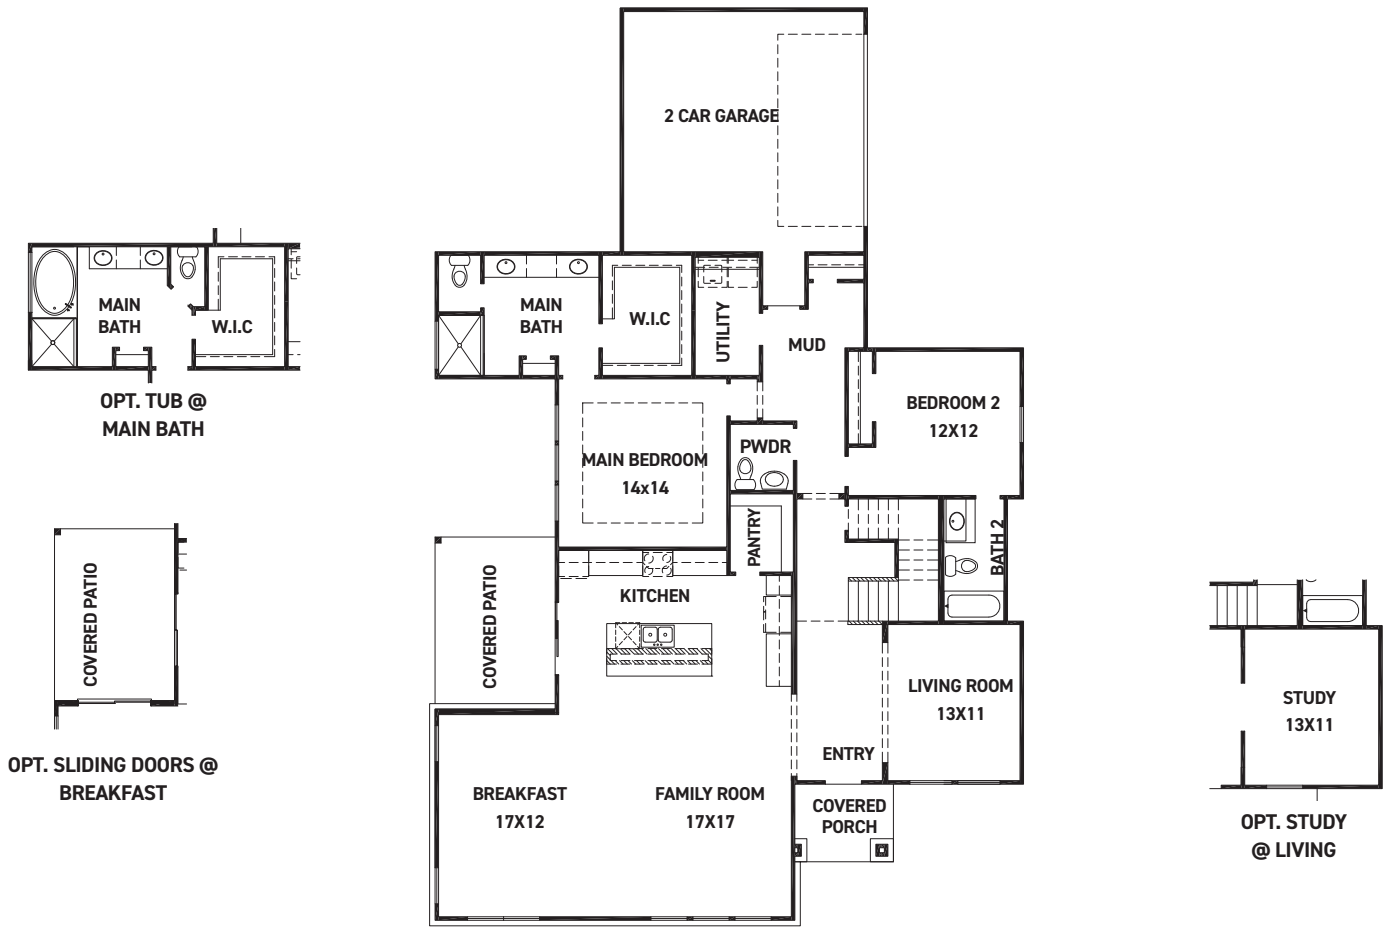 2 CAR GARAGE
MAIN
BATH
W.I.C
OPT. TUB @
MAIN BATH
MAIN
BATH
W.I.C
UTILITY
MUD
BEDROOM 2
12X12
PWDR
MAIN BEDROOM
14x14
PANTRY
BATH 2
COVERED PATIO
OPT. SLIDING DOORS @
BREAKFAST
COVERED PATIO
KITCHEN
LIVING ROOM
13X11
ENTRY
BREAKFAST
17X12
FAMILY ROOM
17X17
COVERED
PORCH
STUDY
13X11
OPT. STUDY
@ LIVING